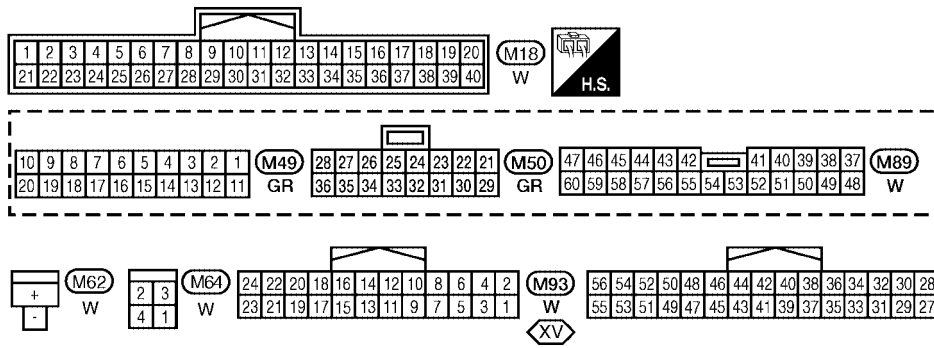 1 2 3 4 5 6 7 8 9 10 11 12 13 14 15 16 17 18 19 20 M18
21 22 23 24 25 26 27 28 29 30 31 32 33 34 35 36 37 38 39 40 W
H.S.
10 9 8 7 6 5 4 3 2 1 M49
20 19 18 17 16 15 14 13 12 11 GR
28 27 26 25 24 23 22 21 M50
36 35 34 33 32 31 30 29 GR
47 46 45 44 43 42 41 40 39 38 37 M89
60 59 58 57 56 55 54 53 52 51 50 49 48 W
+ M62
- W
2 3 M64
4 1 W
24 22 20 18 16 14 12 10 8 6 4 2 M93
23 21 19 17 15 13 11 9 7 5 3 1 W
XV
56 54 52 50 48 46 44 42 40 38 36 34 32 30 28
55 53 51 49 47 45 43 41 39 37 35 33 31 29 27